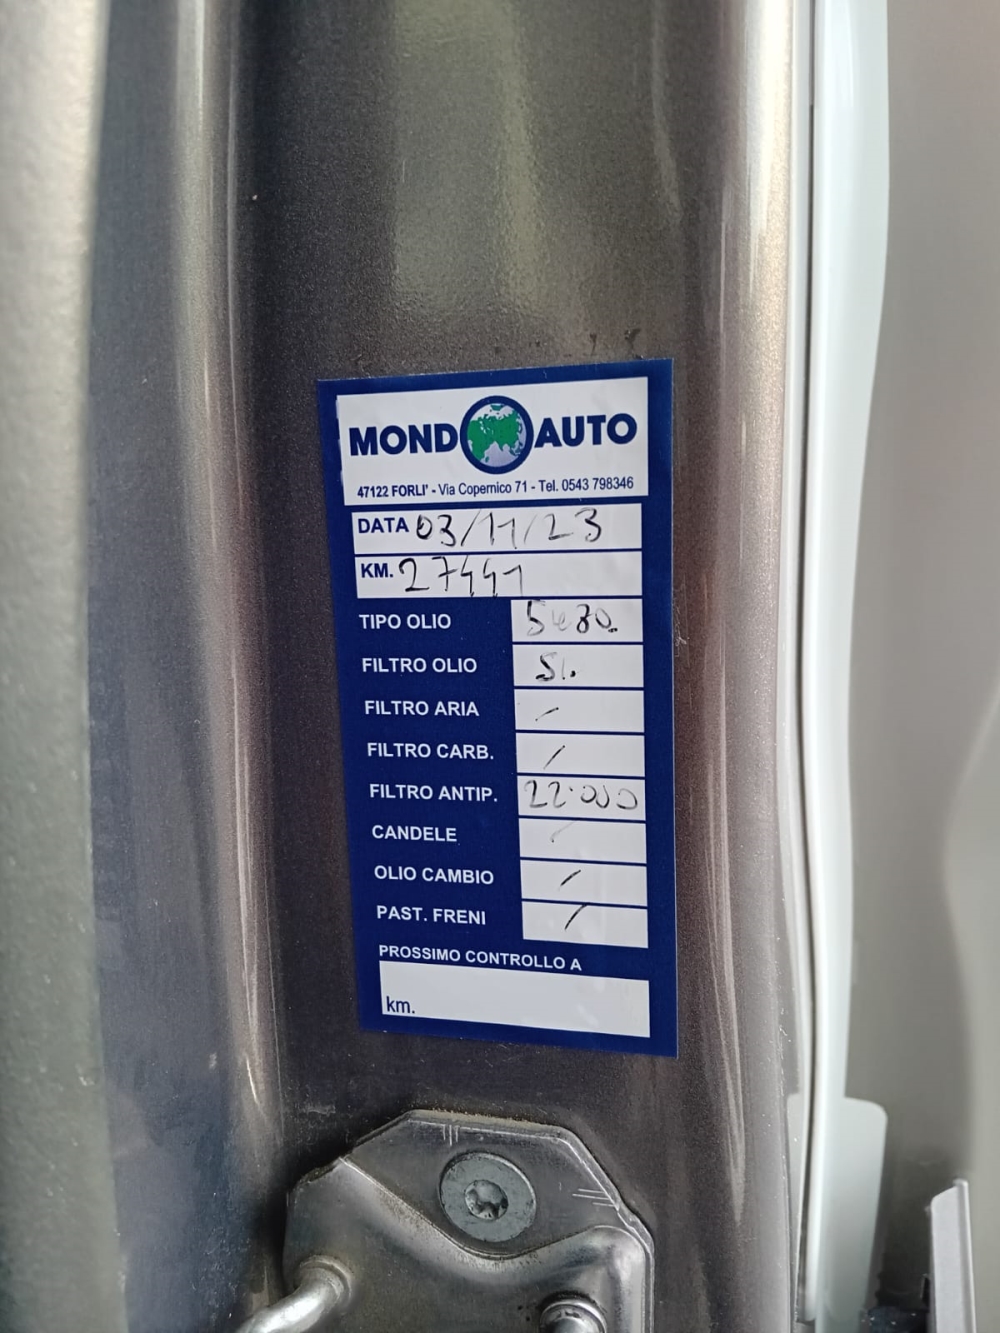 MONDO AUTO
47122 FORLI' - Via Copernico 71 - Tel. 0543 798346
DATA 03/11/23
KM. 27441
TIPO OLIO 5W30
FILTRO OLIO SI.
FILTRO ARIA /
FILTRO CARB. /
FILTRO ANTIP. 22.000
CANDELE /
OLIO CAMBIO /
PAST. FRENI /
PROSSIMO CONTROLLO A
km.